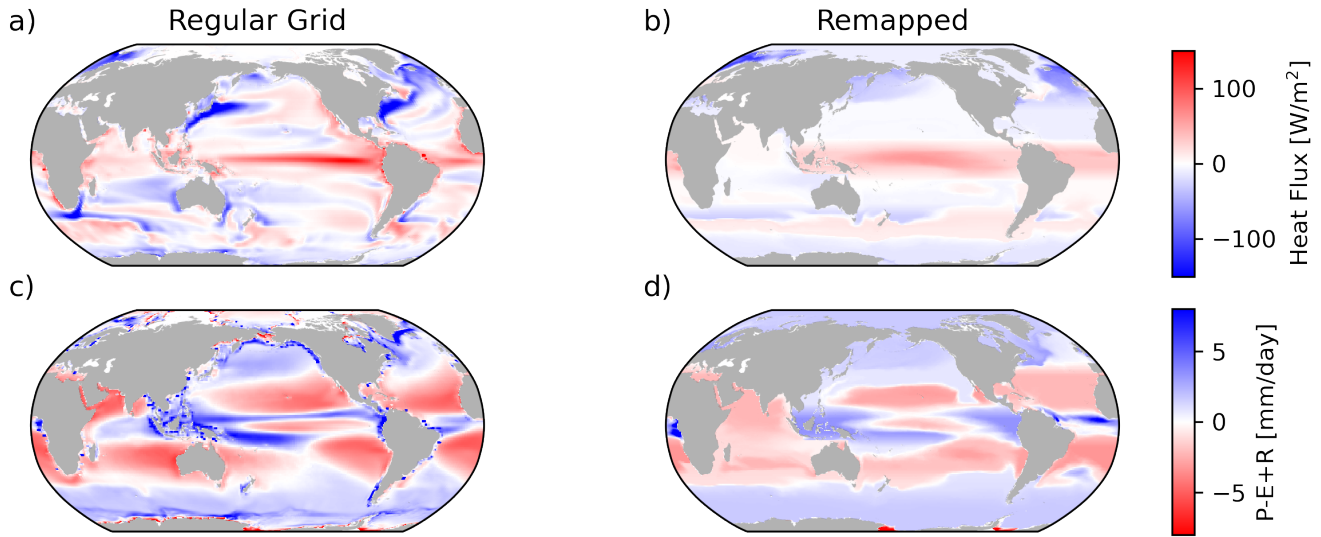 a) Regular Grid
b) Remapped
100
0
−100
Heat Flux [W/m²]
c)
d)
5
0
−5
P-E+R [mm/day]